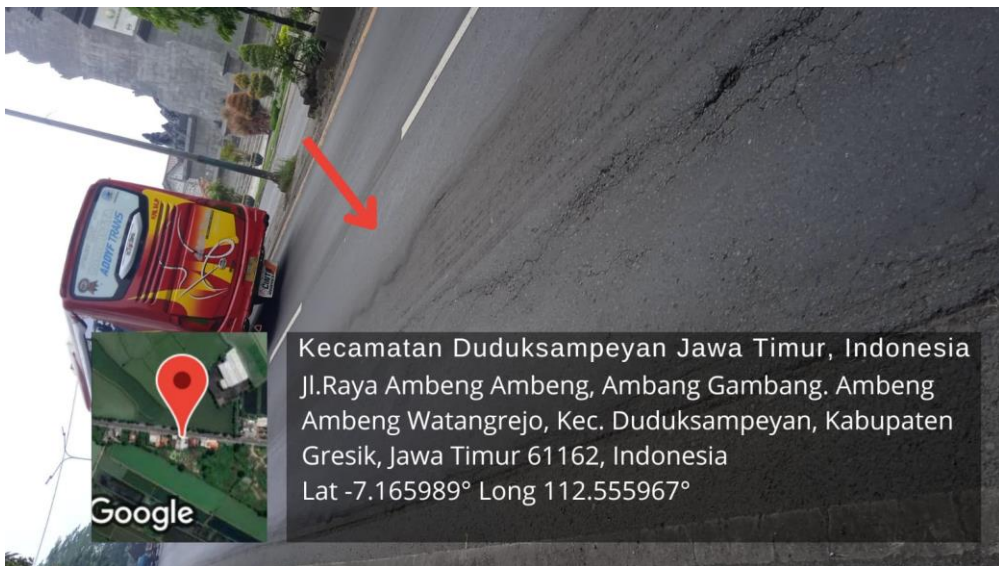 ADDYF TRANS
Kecamatan Duduksampeyan Jawa Timur, Indonesia
Jl.Raya Ambeng Ambeng, Ambang Gambang. Ambeng
Ambeng Watangrejo, Kec. Duduksampeyan, Kabupaten
Gresik, Jawa Timur 61162, Indonesia
Lat -7.165989° Long 112.555967°
Google